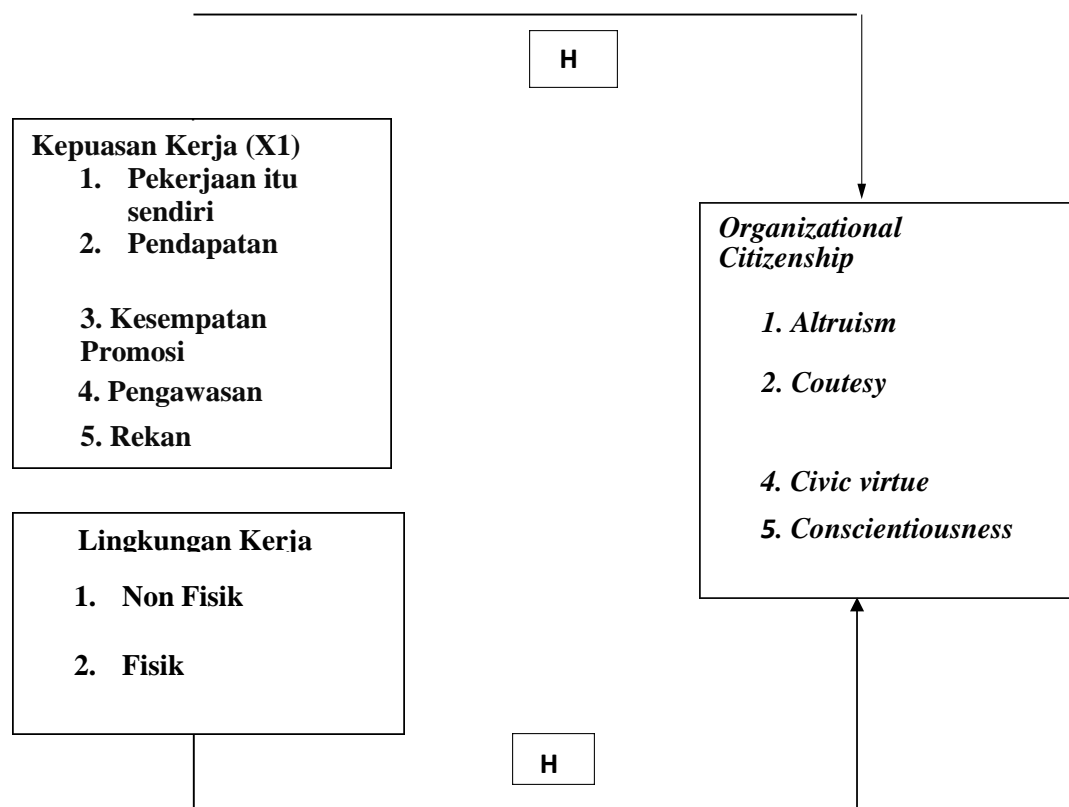 H
Kepuasan Kerja (X1)
1. Pekerjaan itu
sendiri
2. Pendapatan
3. Kesempatan
Promosi
4. Pengawasan
5. Rekan
Organizational
Citizenship
1. Altruism
2. Coutesy
4. Civic virtue
5. Conscientiousness
Lingkungan Kerja
1. Non Fisik
2. Fisik
H